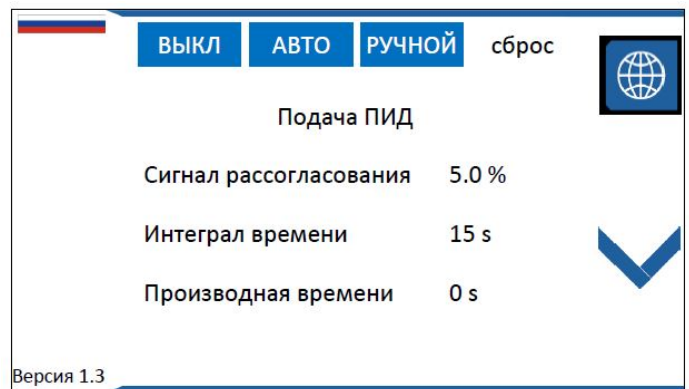 ВЫКЛ АВТО РУЧНОЙ сброс
Подача ПИД
Сигнал рассогласования 5.0 %
Интеграл времени 15 s
Производная времени 0 s
Версия 1.3